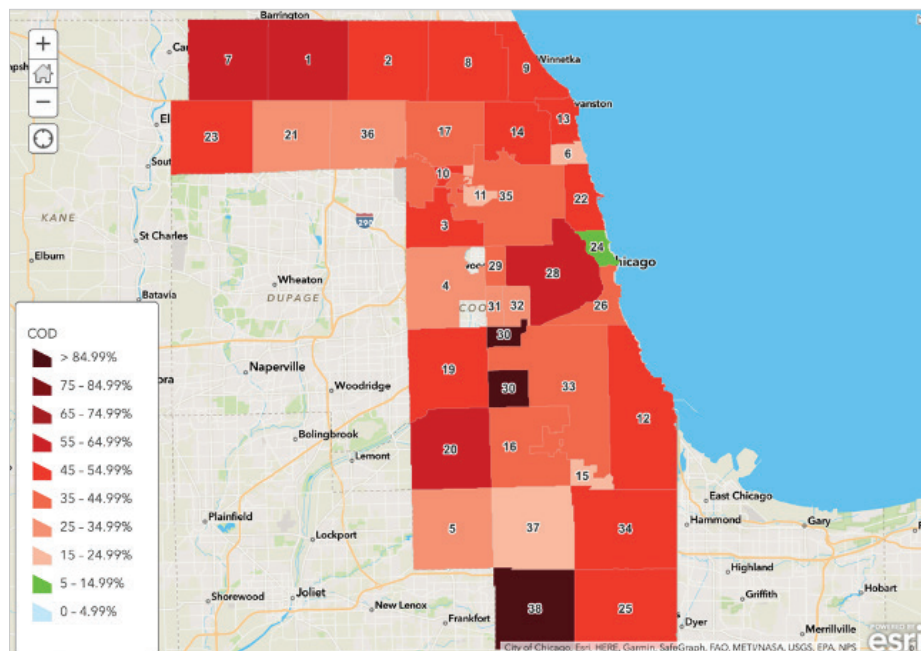 Barrington
7
1
2
8
9
Winnetka
Evanston
23
21
36
17
14
13
6
10
11
35
22
3
KANE
St Charles
290
24
Chicago
Elburn
29
28
4
Wheaton
DUPAGE
31
32
26
COO
Batavia
30
COD
> 84.99%
75 – 84.99%
65 – 74.99%
55 – 64.99%
45 – 54.99%
35 – 44.99%
25 – 34.99%
15 – 24.99%
5 – 14.99%
0 – 4.99%
19
Naperville
Woodridge
30
33
12
Bolingbrook
20
16
Lemont
15
East Chicago
Plainfield
5
37
34
Hammond
Gary
Lockport
Highland
Hobart
Shorewood
Joliet
New Lenox
38
25
Griffith
Frankfort
Dyer
Merrillville
POWERED BY
esri
City of Chicago, Esri, HERE, Garmin, SafeGraph, FAO, METI/NASA, USGS, EPA, NPS